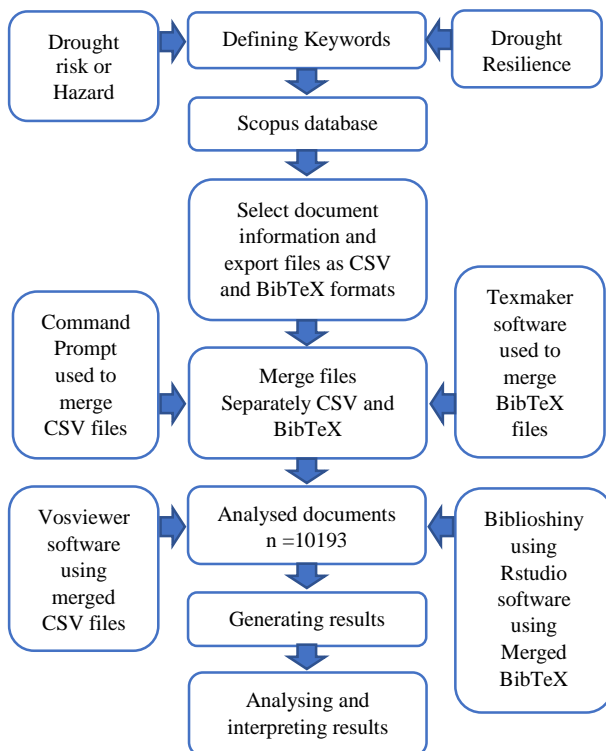 Drought
risk or
Hazard
Defining Keywords
Drought
Resilience
Scopus database
Select document
information and
export files as CSV
and BibTeX formats
Command
Prompt
used to
merge
CSV files
Merge files
Separately CSV and
BibTeX
Texmaker
software
used to
merge
BibTeX
files
Vosviewer
software
using
merged
CSV files
Analysed documents
n =10193
Biblioshiny
using
Rstudio
software
using
Merged
BibTeX
Generating results
Analysing and
interpreting results